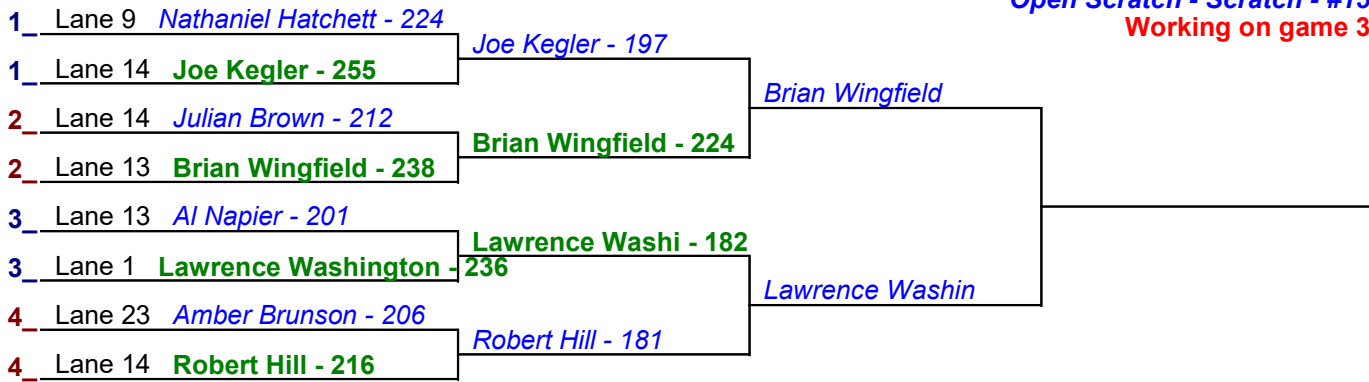 Open Scratch - Scratch - #15
Working on game 3
1_ Lane 9 Nathaniel Hatchett - 224
Joe Kegler - 197
1_ Lane 14 Joe Kegler - 255
Brian Wingfield
2_ Lane 14 Julian Brown - 212
Brian Wingfield - 224
2_ Lane 13 Brian Wingfield - 238
3_ Lane 13 Al Napier - 201
Lawrence Washi - 182
3_ Lane 1 Lawrence Washington - 236
Lawrence Washin
4_ Lane 23 Amber Brunson - 206
Robert Hill - 181
4_ Lane 14 Robert Hill - 216